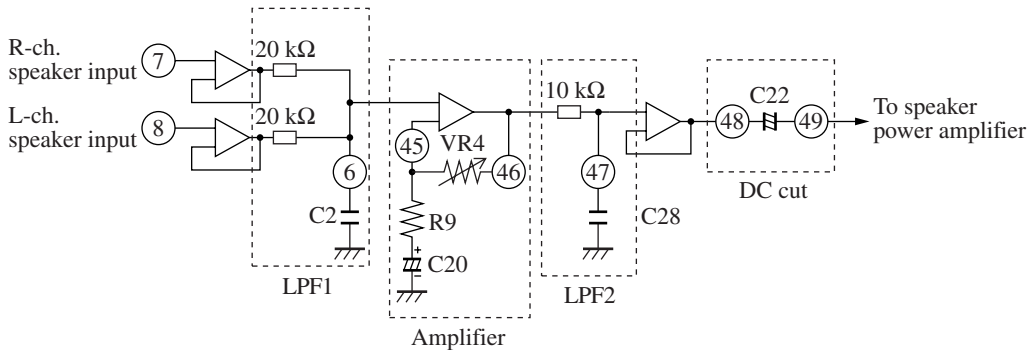 R-ch.
speaker input
7
20 kΩ
L-ch.
speaker input
8
20 kΩ
6
C2
LPF1
45
VR4
46
R9
+
C20
−
Amplifier
10 kΩ
47
C28
LPF2
48
C22
49
DC cut
To speaker
power amplifier